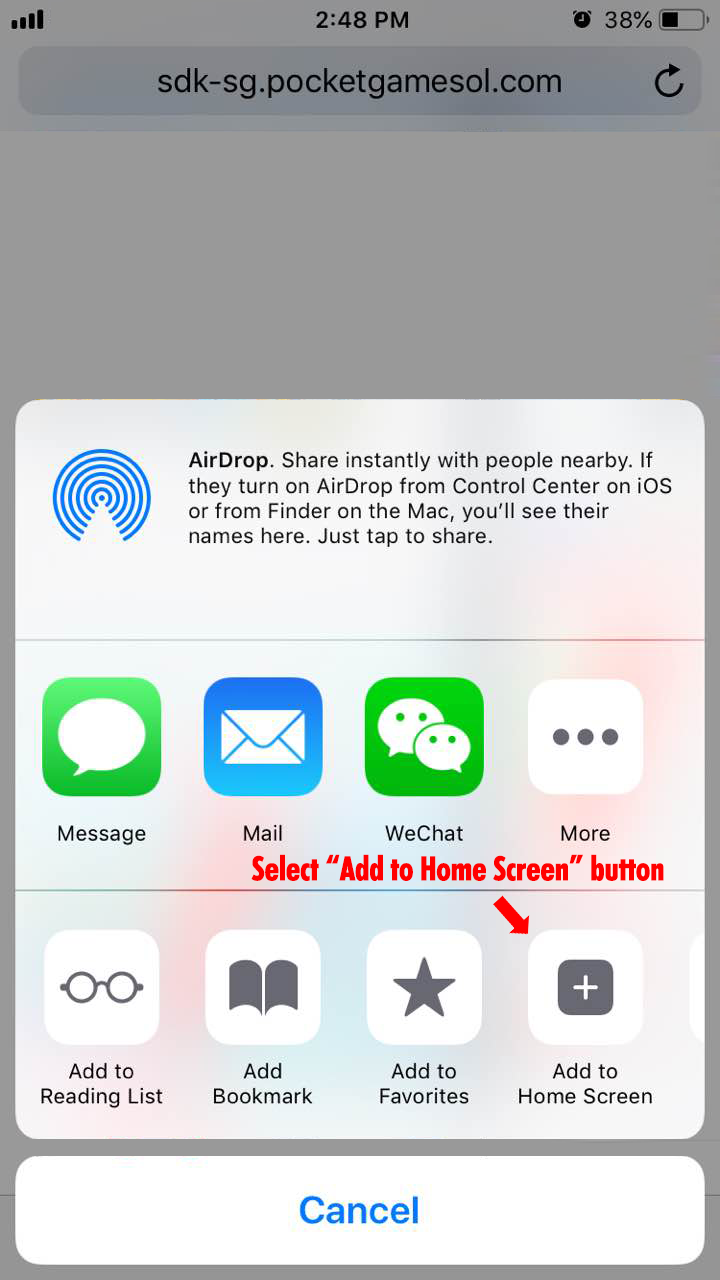 2:48 PM
38%
sdk-sg.pocketgamesol.com
AirDrop. Share instantly with people nearby. If
they turn on AirDrop from Control Center on iOS
or from Finder on the Mac, you’ll see their
names here. Just tap to share.
Message
Mail
WeChat
More
Select “Add to Home Screen” button
Add to
Reading List
Add
Bookmark
Add to
Favorites
Add to
Home Screen
Cancel